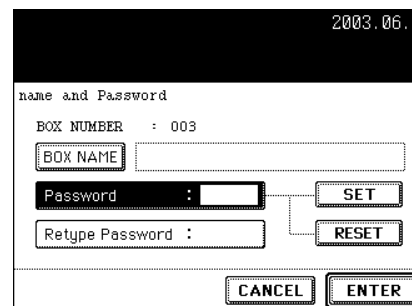 2003.06.
name and Password
BOX NUMBER : 003
BOX NAME
Password : SET
Retype Password : RESET
CANCEL ENTER